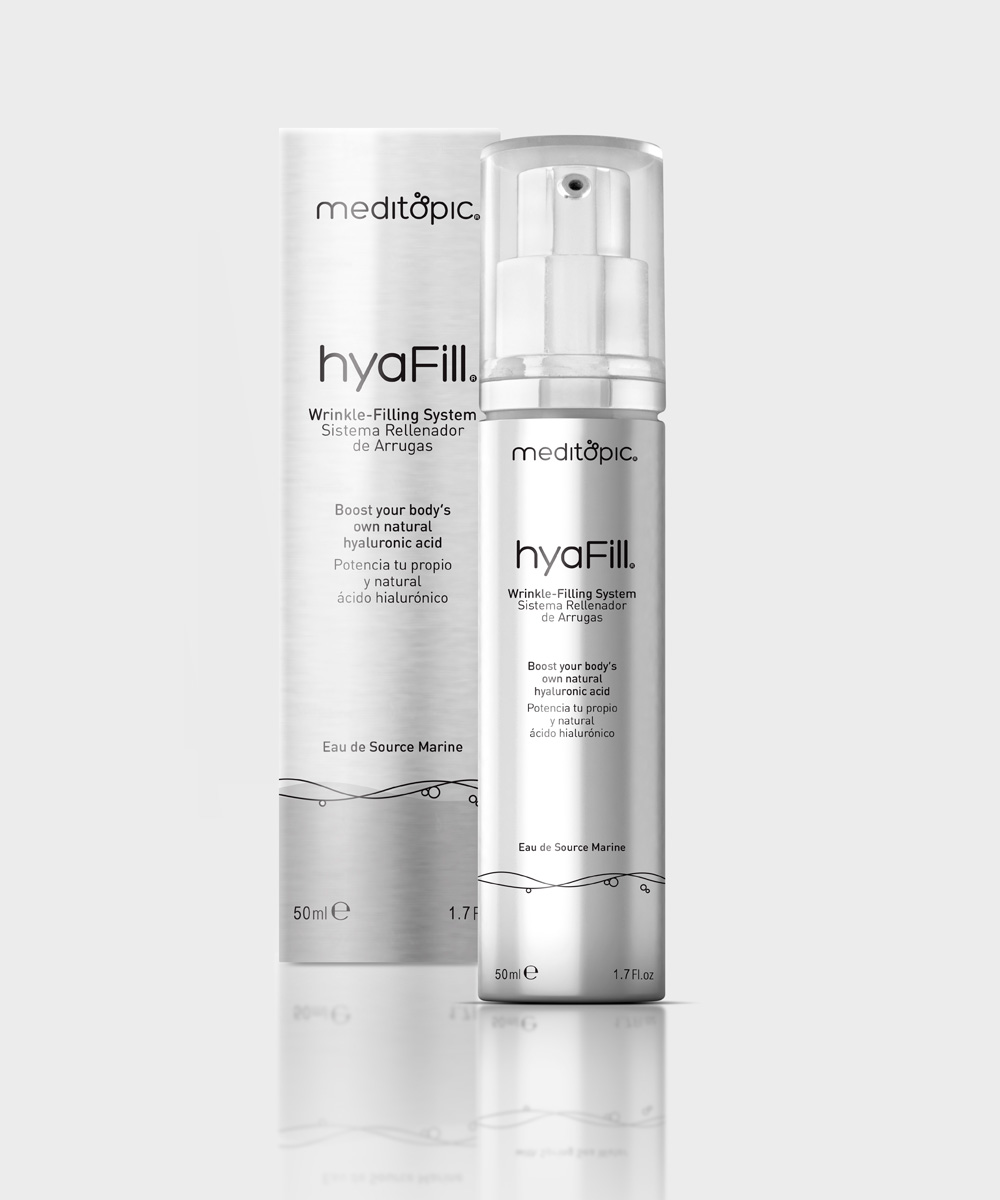 meditopic®
hyaFill®
Wrinkle-Filling System
Sistema Rellenador
de Arrugas
Boost your body's
own natural
hyaluronic acid
Potencia tu propio
y natural
ácido hialurónico
Eau de Source Marine
50ml ℮ 1.7 F
meditopic®
hyaFill®
Wrinkle-Filling System
Sistema Rellenador
de Arrugas
Boost your body's
own natural
hyaluronic acid
Potencia tu propio
y natural
ácido hialurónico
Eau de Source Marine
50ml ℮ 1.7 Fl.oz